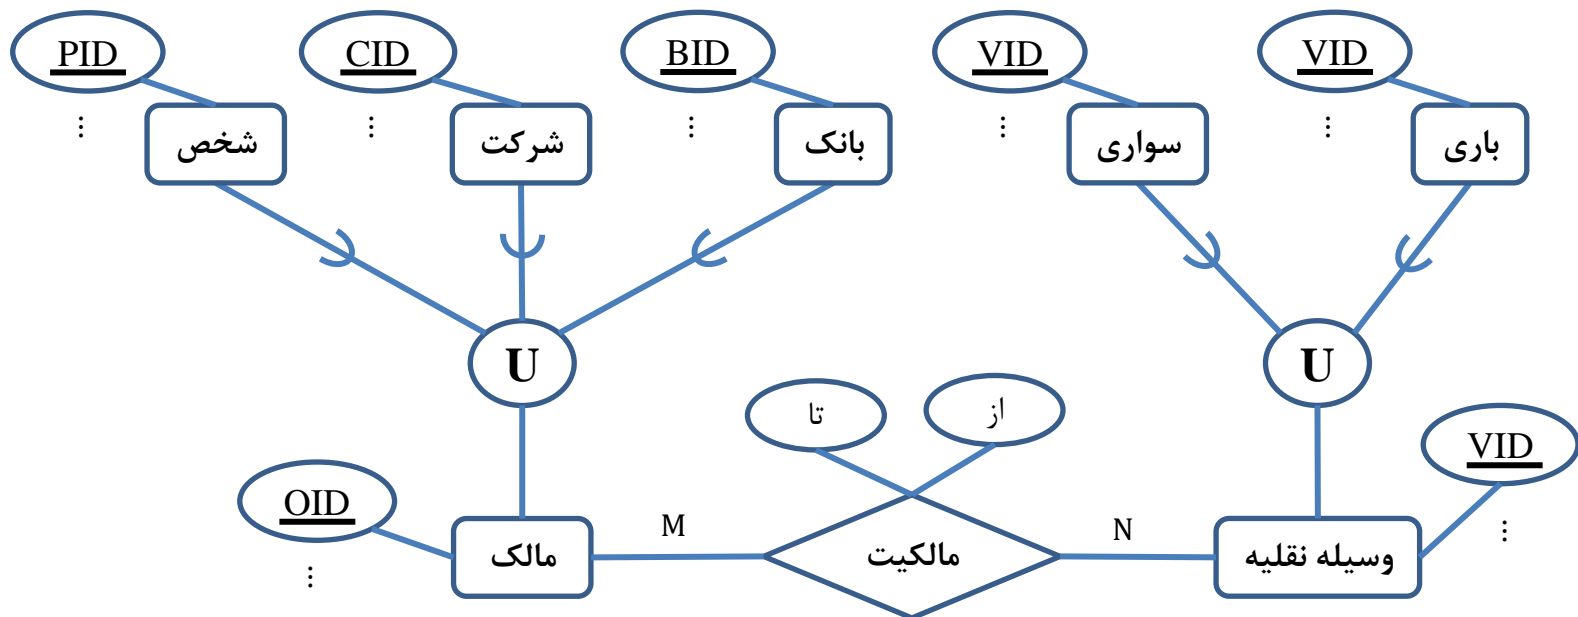 PID
CID
BID
VID
VID
⋮
شخص
⋮
شرکت
⋮
بانک
⋮
سواری
⋮
باری
U
U
تا
از
VID
OID
⋮
مالک
M
مالکیت
N
وسیله نقلیه
⋮